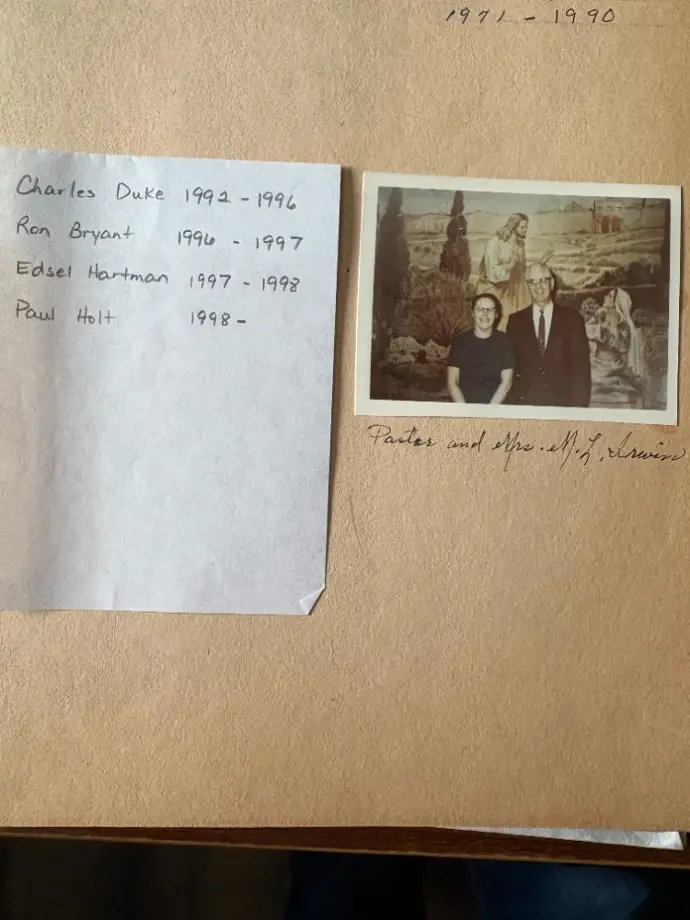 1971 - 1990
Charles Duke 1992 - 1996
Ron Bryant 1996 - 1997
Edsel Hartman 1997 - 1998
Paul Holt 1998 -
Pastor and Mrs. M. L. Irwin